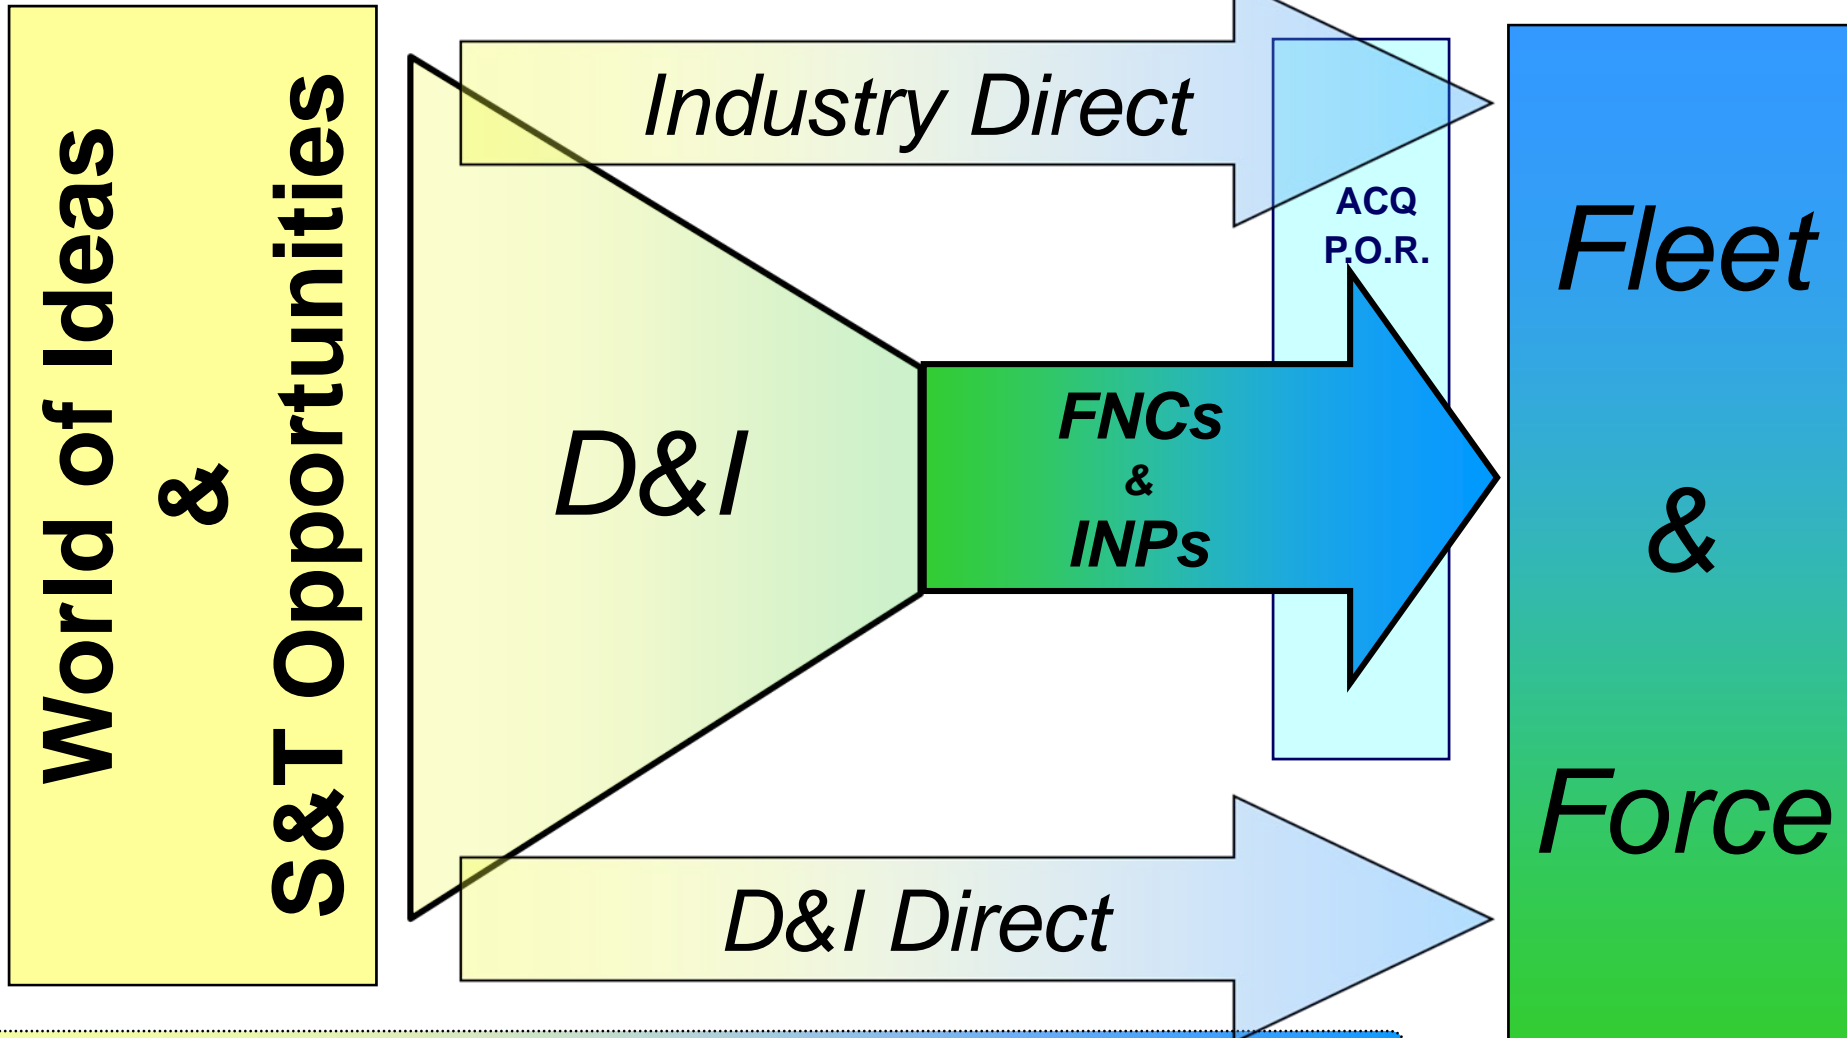 World of Ideas
&
S&T Opportunities
Industry Direct
ACQ
P.O.R.
D&I
FNCs
&
INPs
D&I Direct
Fleet
&
Force